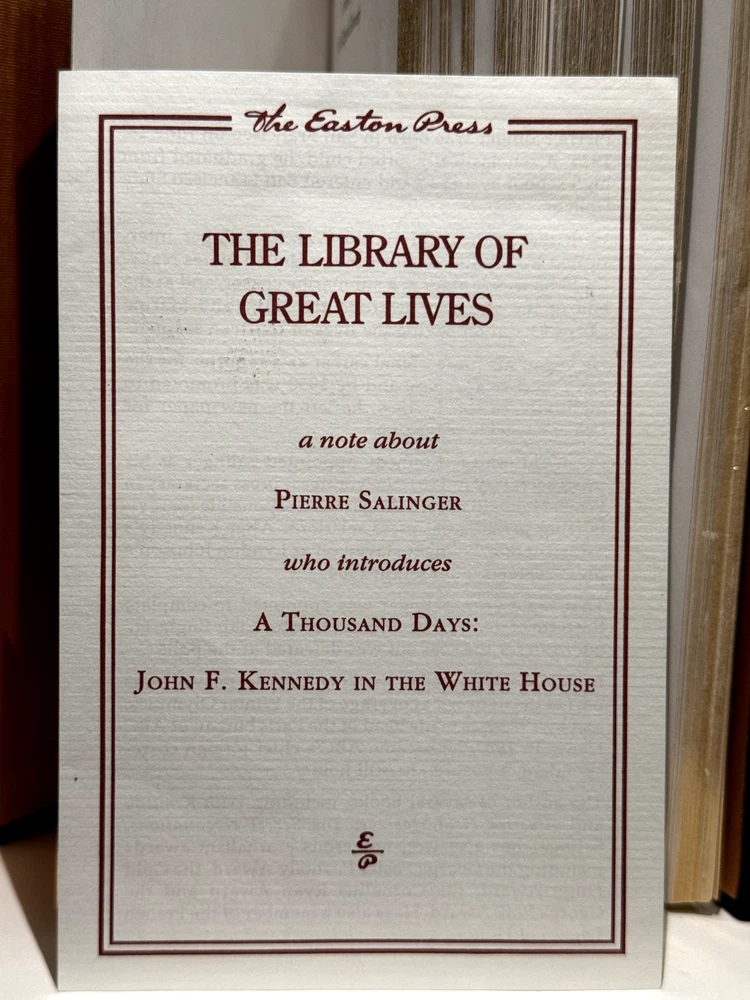 The Easton Press
THE LIBRARY OF
GREAT LIVES
a note about
PIERRE SALINGER
who introduces
A THOUSAND DAYS:
JOHN F. KENNEDY IN THE WHITE HOUSE
E
P